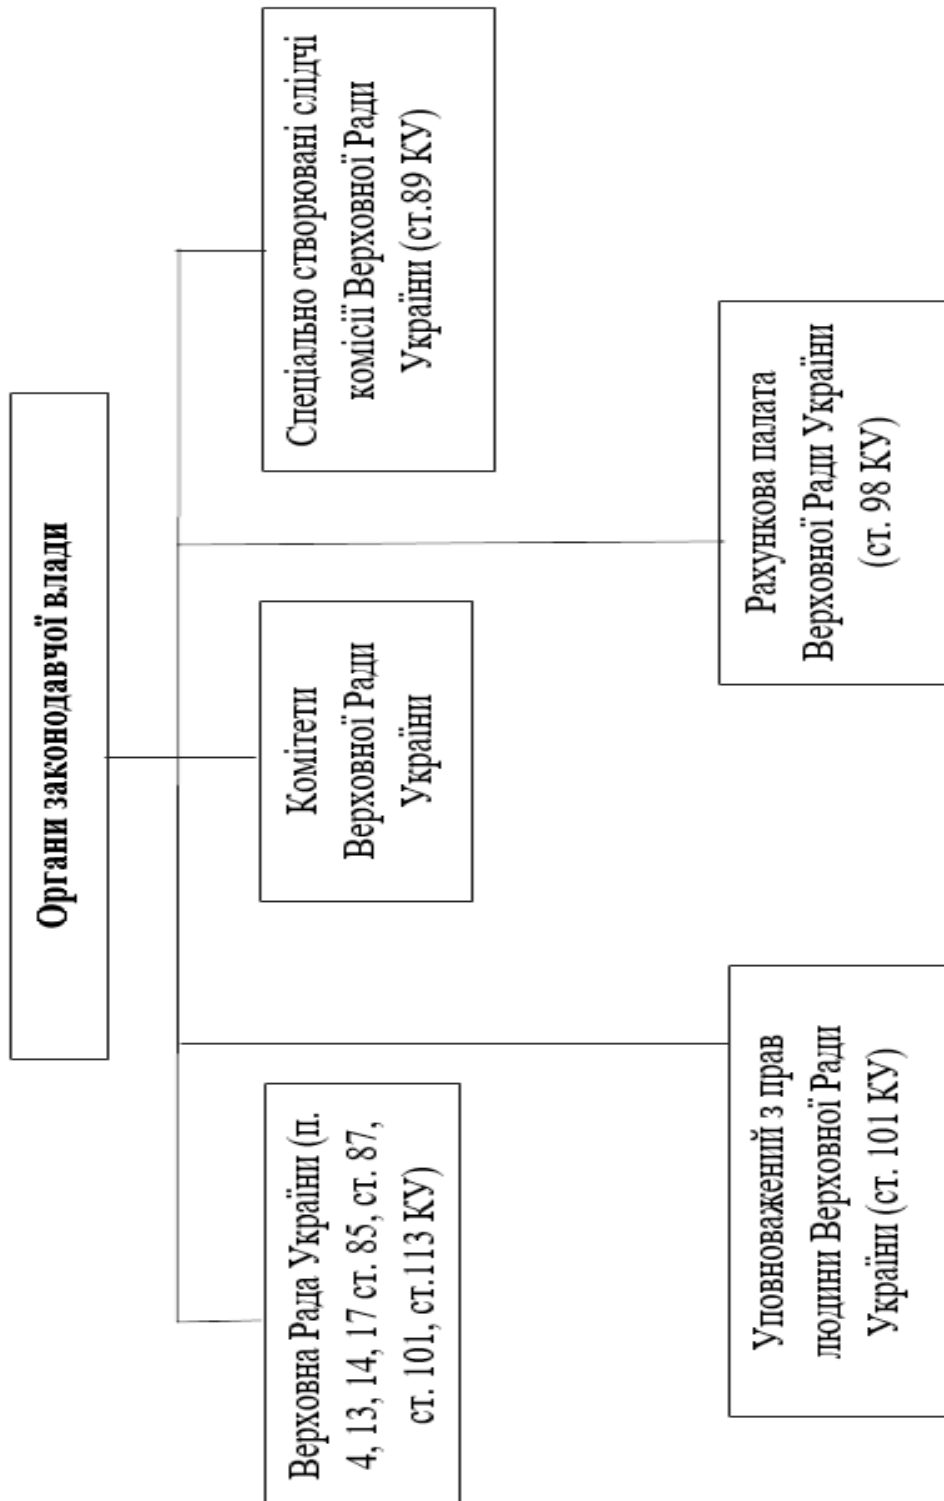 Органи законодавчої влади
Верховна Рада України (п.
4, 13, 14, 17 ст. 85, ст. 87,
ст. 101, ст.113 КУ)
Комітети
Верховної Ради
України
Спеціально створювані слідчі
комісії Верховної Ради
України (ст.89 КУ)
Уповноважений з прав
людини Верховної Ради
України (ст. 101 КУ)
Рахункова палата
Верховної Ради України
(ст. 98 КУ)